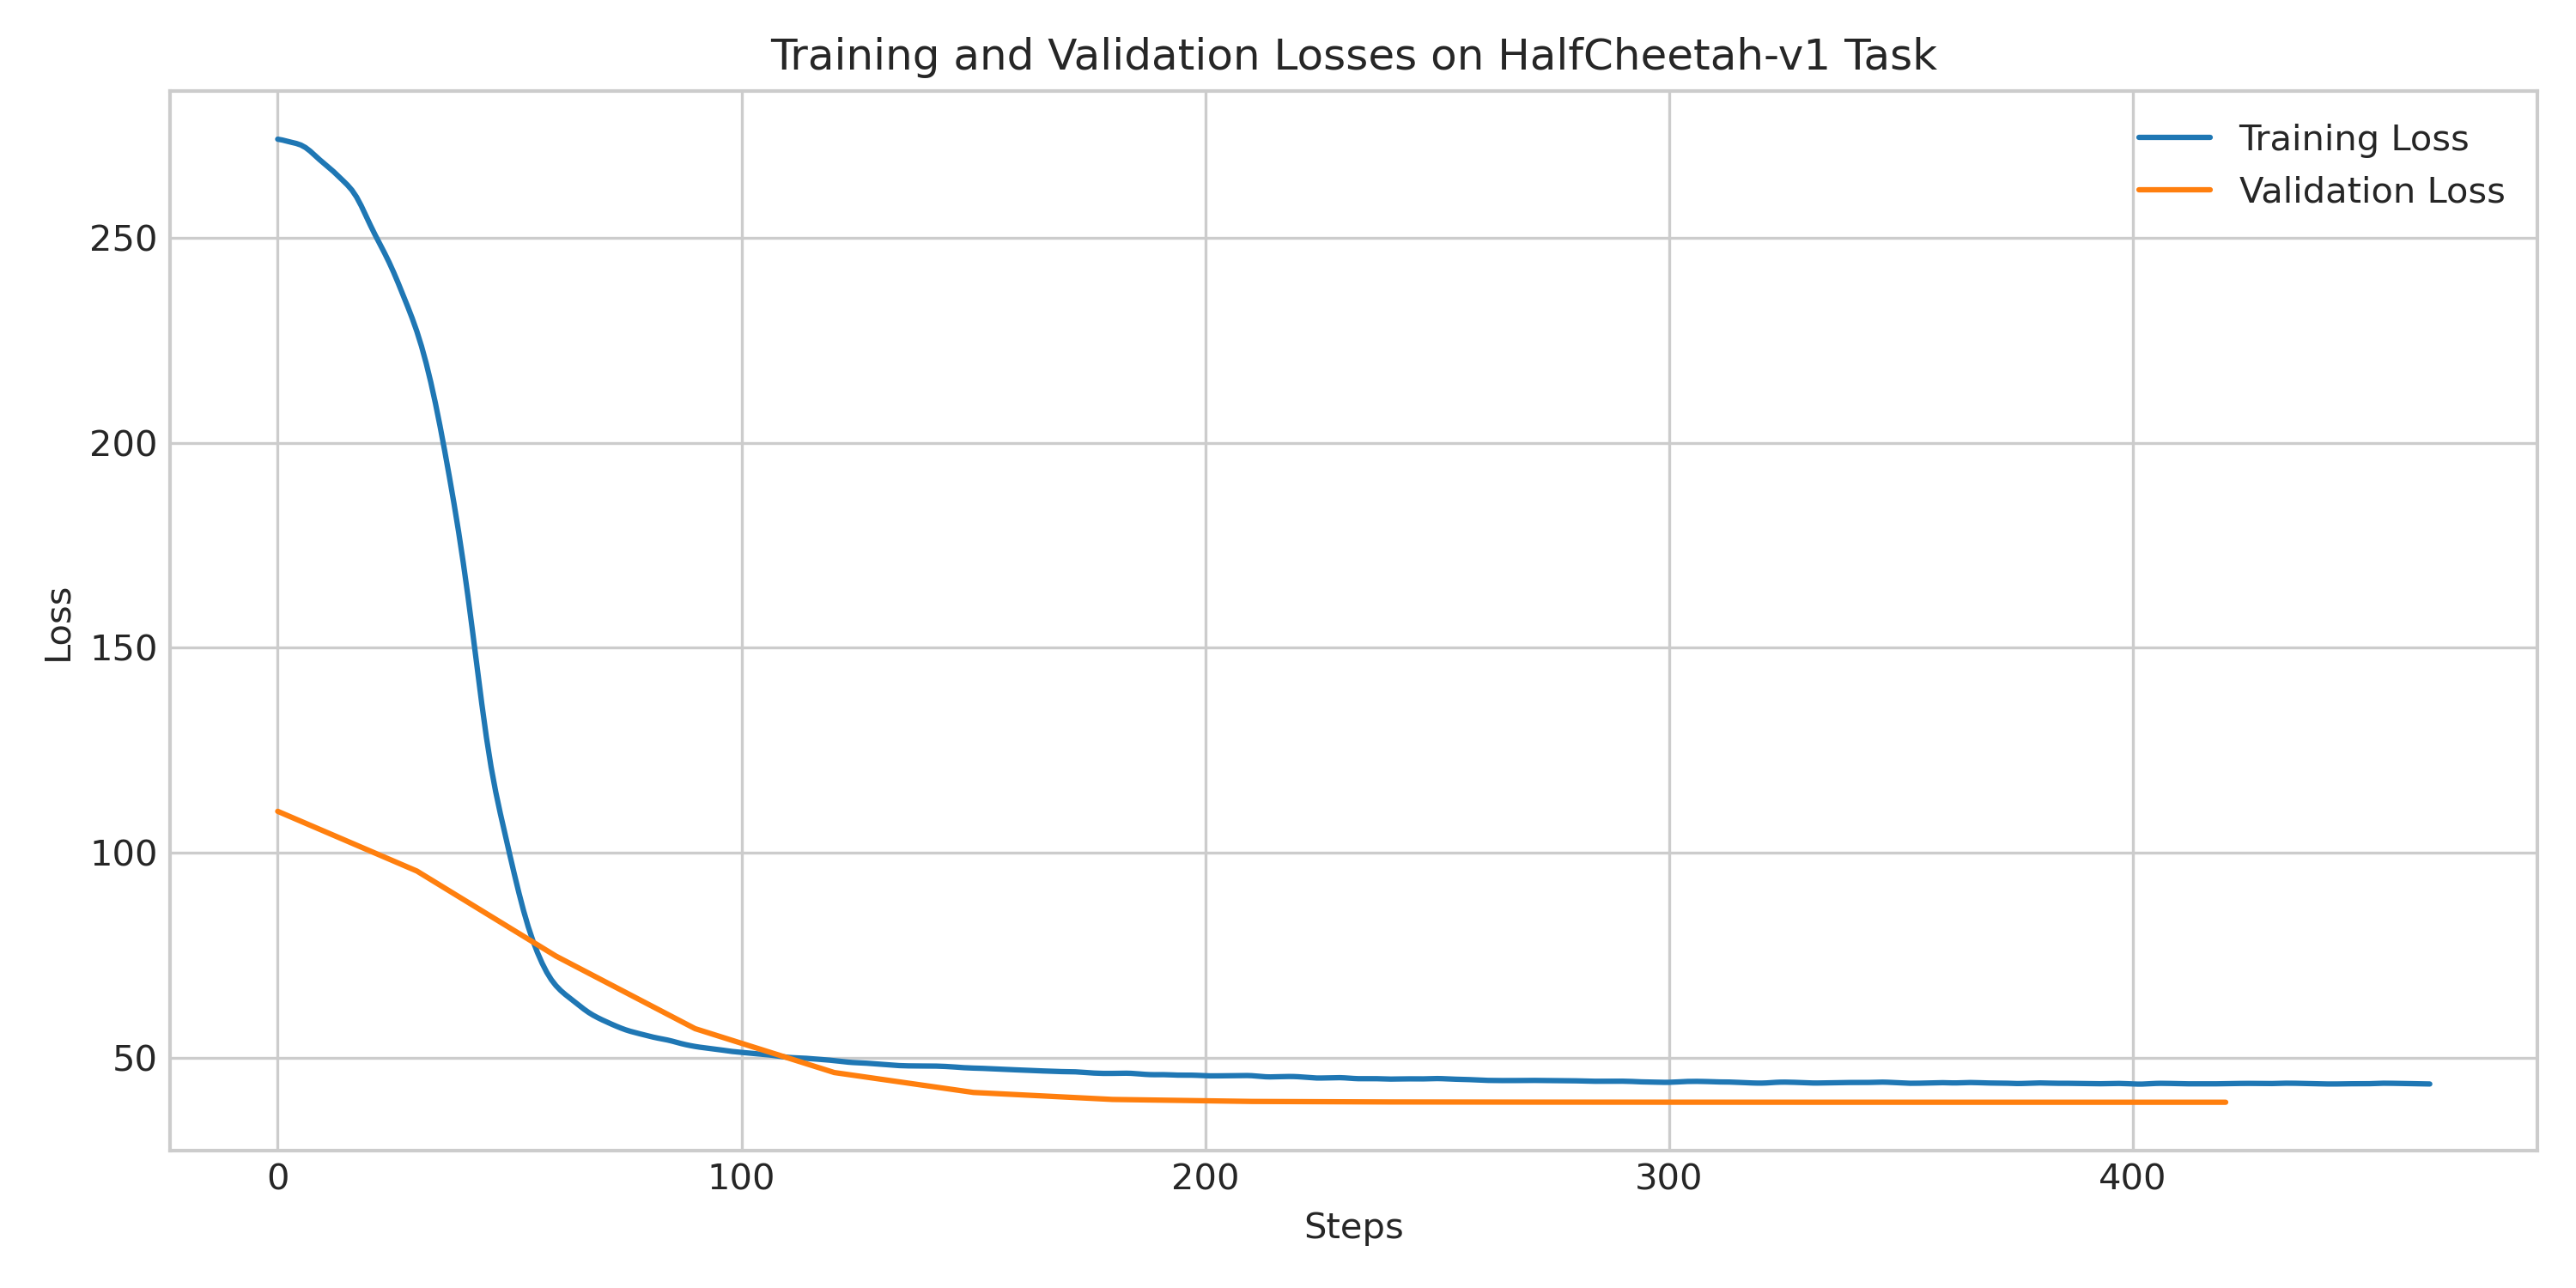 Training and Validation Losses on HalfCheetah-v1 Task
Training Loss
Validation Loss
250
200
150
100
50
Loss
0 100 200 300 400
Steps